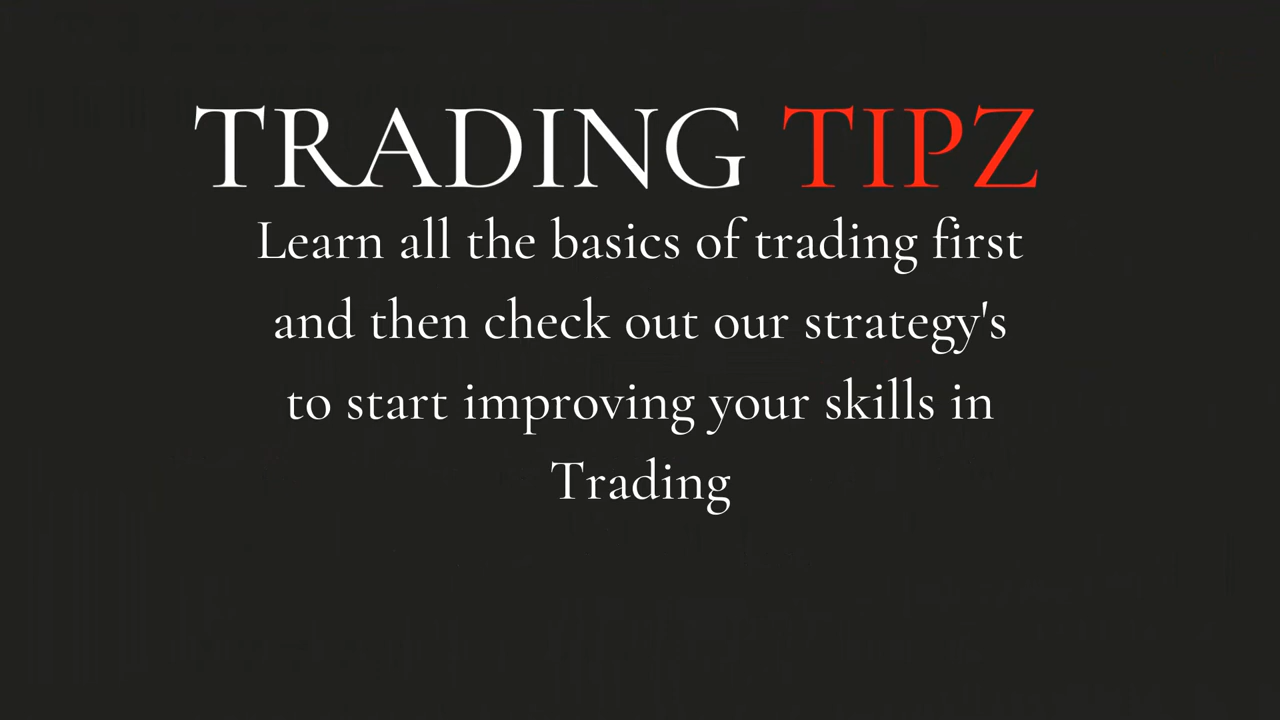 TRADING TIPZ
Learn all the basics of trading first
and then check out our strategy's
to start improving your skills in
Trading